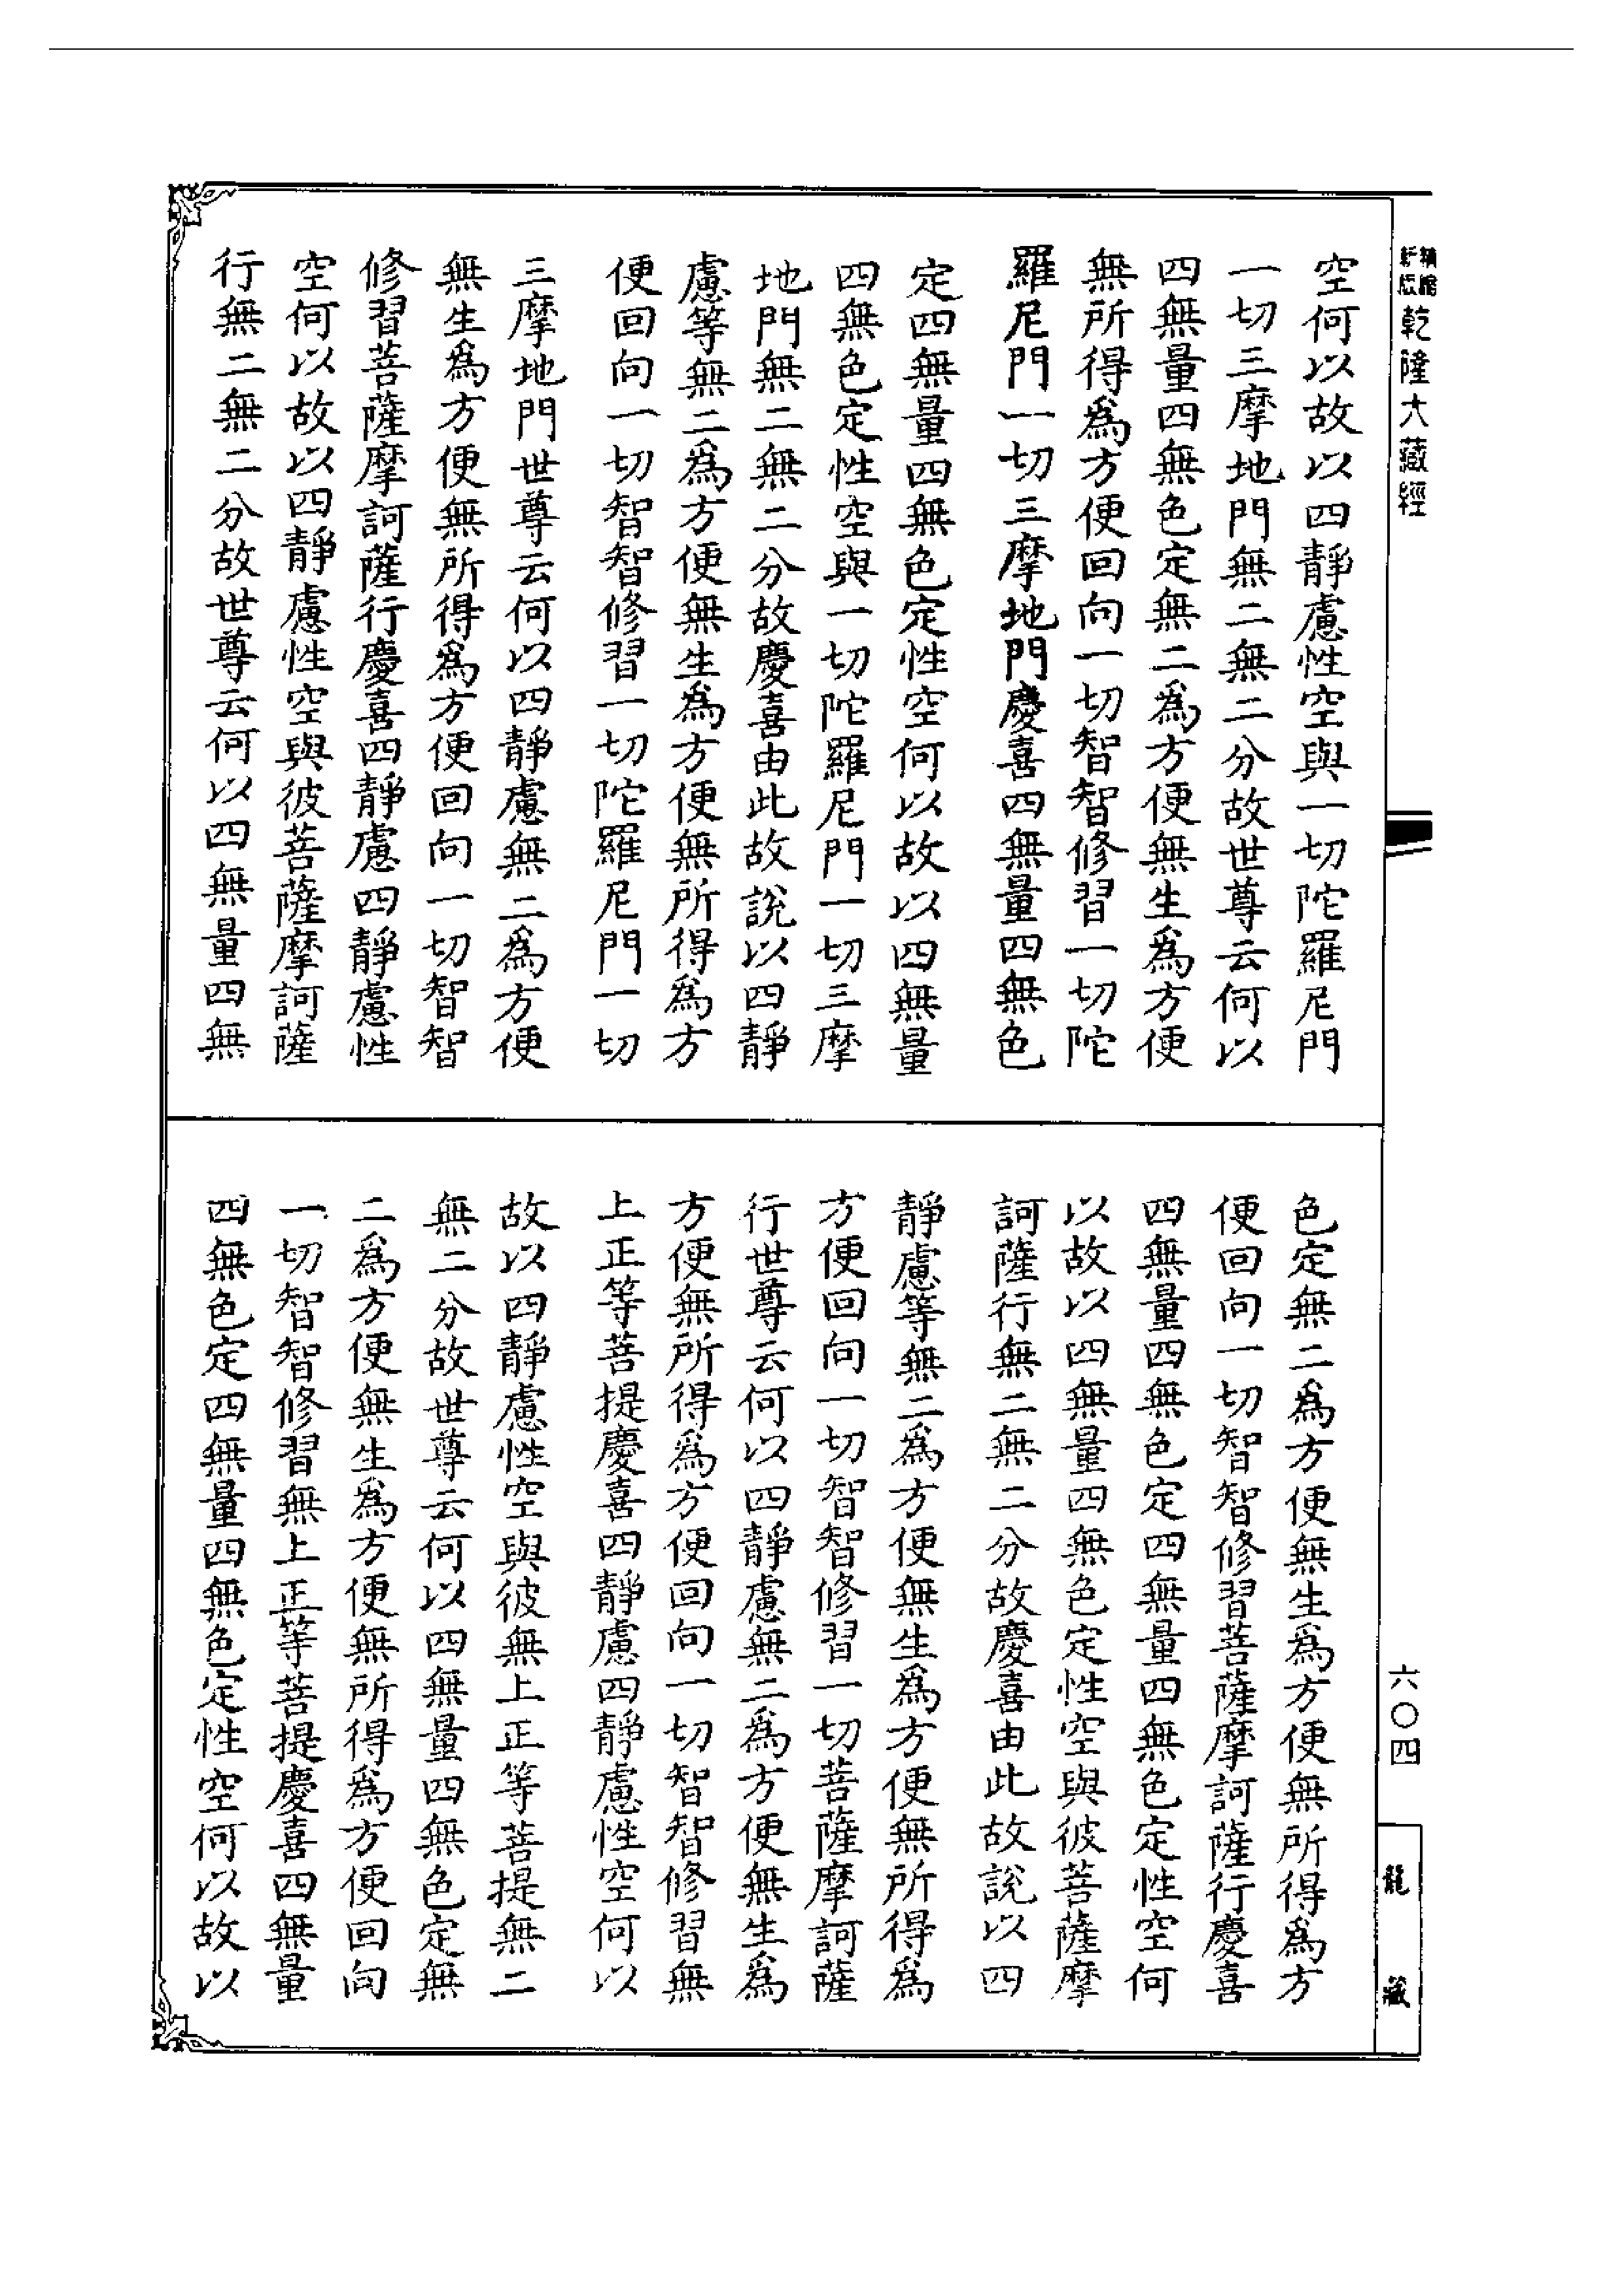 精縮新版乾隆大藏經
空何以故以四靜慮性空與一切陀羅尼門
一切三摩地門無二無二分故世尊云何以
四無量四無色定無二爲方便無生爲方便
無所得爲方便回向一切智智修習一切陀
羅尼門一切三摩地門慶喜四無量四無色
定四無量四無色定性空何以故以四無量
四無色定性空與一切陀羅尼門一切三摩
地門無二無二分故慶喜由此故說以四靜
慮等無二爲方便無生爲方便無所得爲方
便回向一切智智修習一切陀羅尼門一切
三摩地門世尊云何以四靜慮無二爲方便
無生爲方便無所得爲方便回向一切智智
修習菩薩摩訶薩行慶喜四靜慮四靜慮性
空何以故以四靜慮性空與彼菩薩摩訶薩
行無二無二分故世尊云何以四無量四無
色定無二爲方便無生爲方便無所得爲方
便回向一切智智修習菩薩摩訶薩行慶喜
四無量四無色定四無量四無色定性空何
以故以四無量四無色定性空與彼菩薩摩
訶薩行無二無二分故慶喜由此故說以四
靜慮等無二爲方便無生爲方便無所得爲
方便回向一切智智修習一切菩薩摩訶薩
行世尊云何以四靜慮無二爲方便無生爲
方便無所得爲方便回向一切智智修習無
上正等菩提慶喜四靜慮四靜慮性空何以
故以四靜慮性空與彼無上正等菩提無二
無二分故世尊云何以四無量四無色定無
二爲方便無生爲方便無所得爲方便回向
一切智智修習無上正等菩提慶喜四無量
四無色定四無量四無色定性空何以故以
六〇四
龍藏